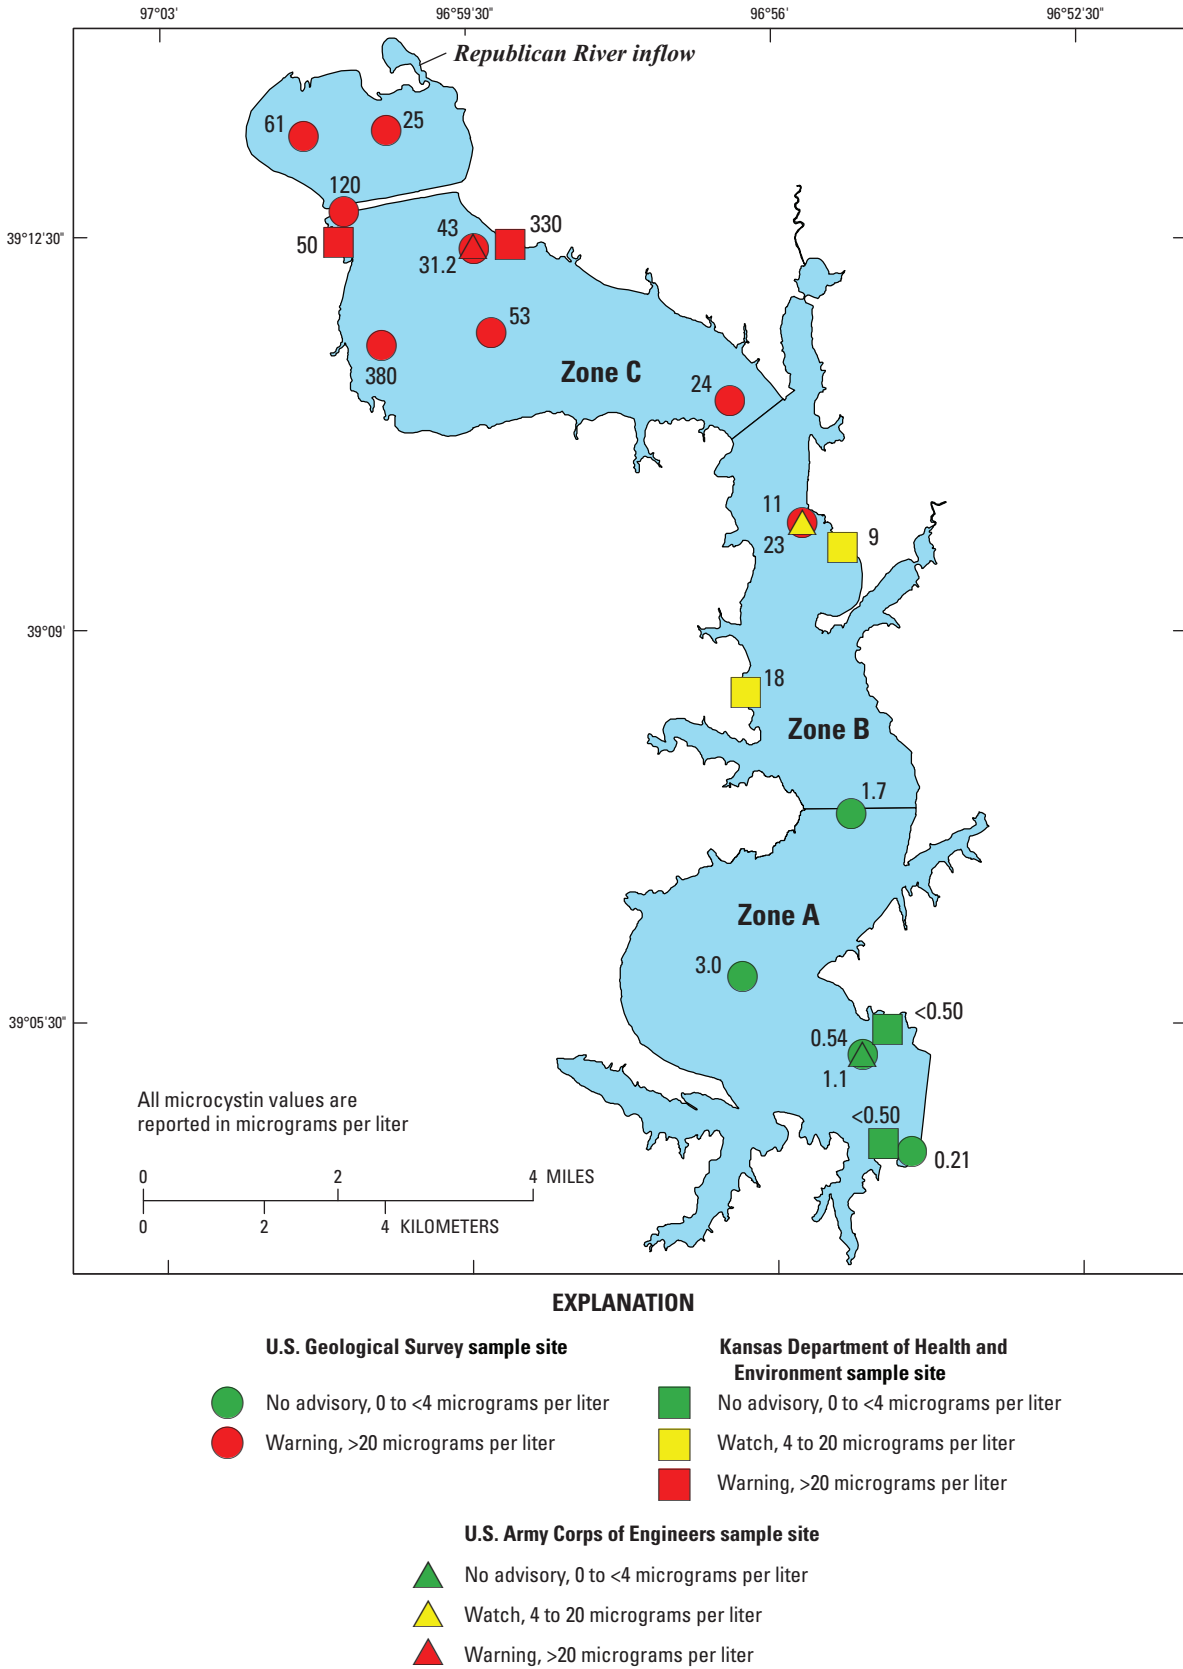 97°03'
96°59'30"
96°56'
96°52'30"
Republican River inflow
61
25
120
39°12'30"
50
43
31.2
330
53
380
Zone C
24
11
23
9
39°09'
18
Zone B
1.7
Zone A
3.0
39°05'30"
<0.50
0.54
1.1
<0.50
0.21
All microcystin values are
reported in micrograms per liter
0 2 4 MILES
0 2 4 KILOMETERS
EXPLANATION
U.S. Geological Survey sample site
No advisory, 0 to <4 micrograms per liter
Warning, >20 micrograms per liter
Kansas Department of Health and
Environment sample site
No advisory, 0 to <4 micrograms per liter
Watch, 4 to 20 micrograms per liter
Warning, >20 micrograms per liter
U.S. Army Corps of Engineers sample site
No advisory, 0 to <4 micrograms per liter
Watch, 4 to 20 micrograms per liter
Warning, >20 micrograms per liter